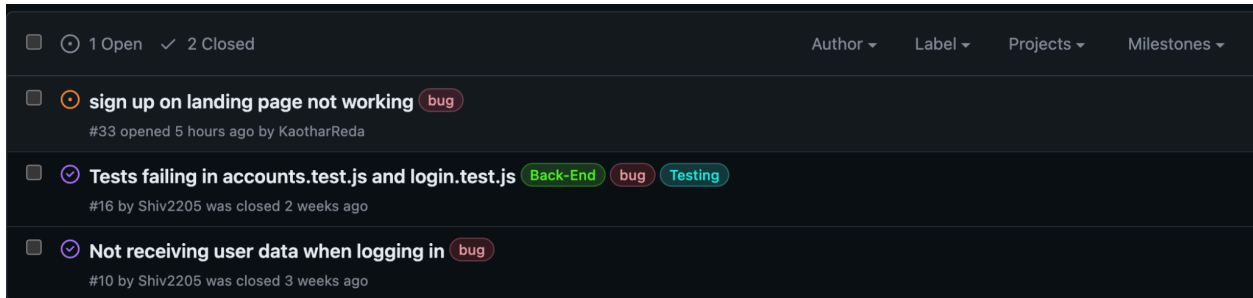 1 Open 2 Closed Author Label Projects Milestones
sign up on landing page not working bug
#33 opened 5 hours ago by KaotharReda
Tests failing in accounts.test.js and login.test.js Back-End bug Testing
#16 by Shiv2205 was closed 2 weeks ago
Not receiving user data when logging in bug
#10 by Shiv2205 was closed 3 weeks ago